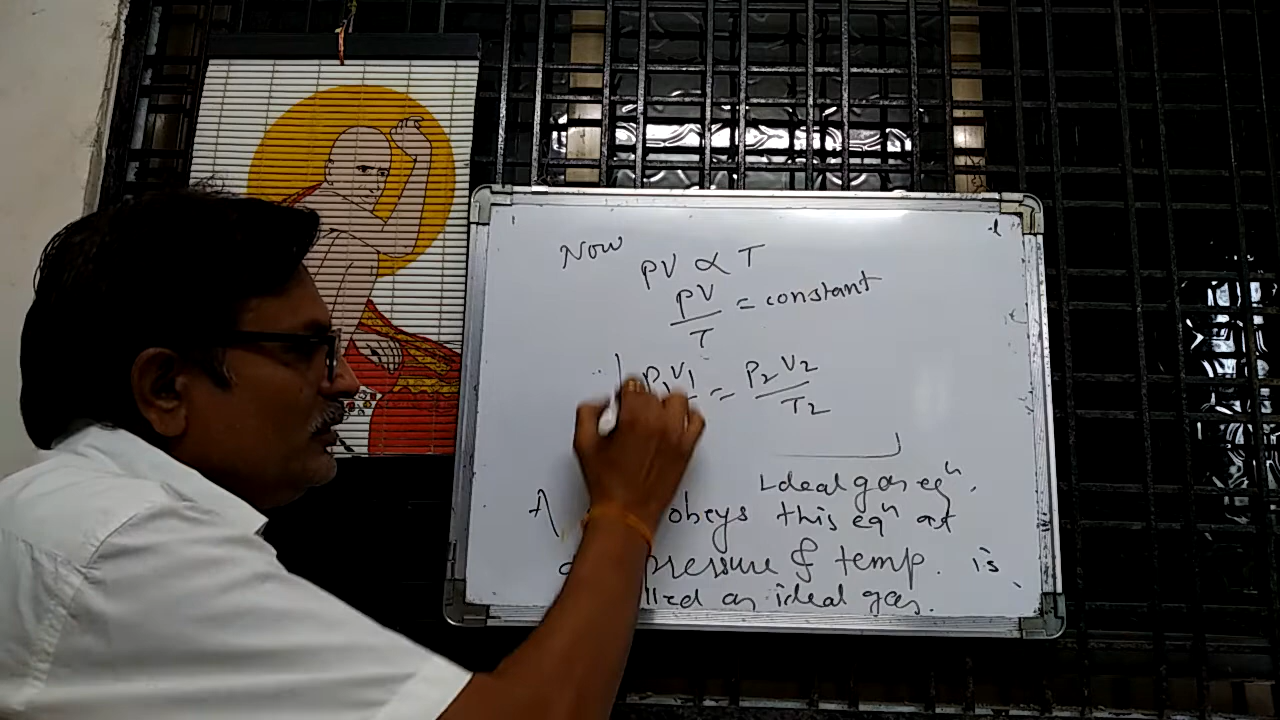 Now
PV ∝ T
PV/T = constant
P₁V₁ = P₂V₂/T₂
Ideal gas eqⁿ.
A obeys this eqⁿ at
pressure & temp. is
as ideal gas.